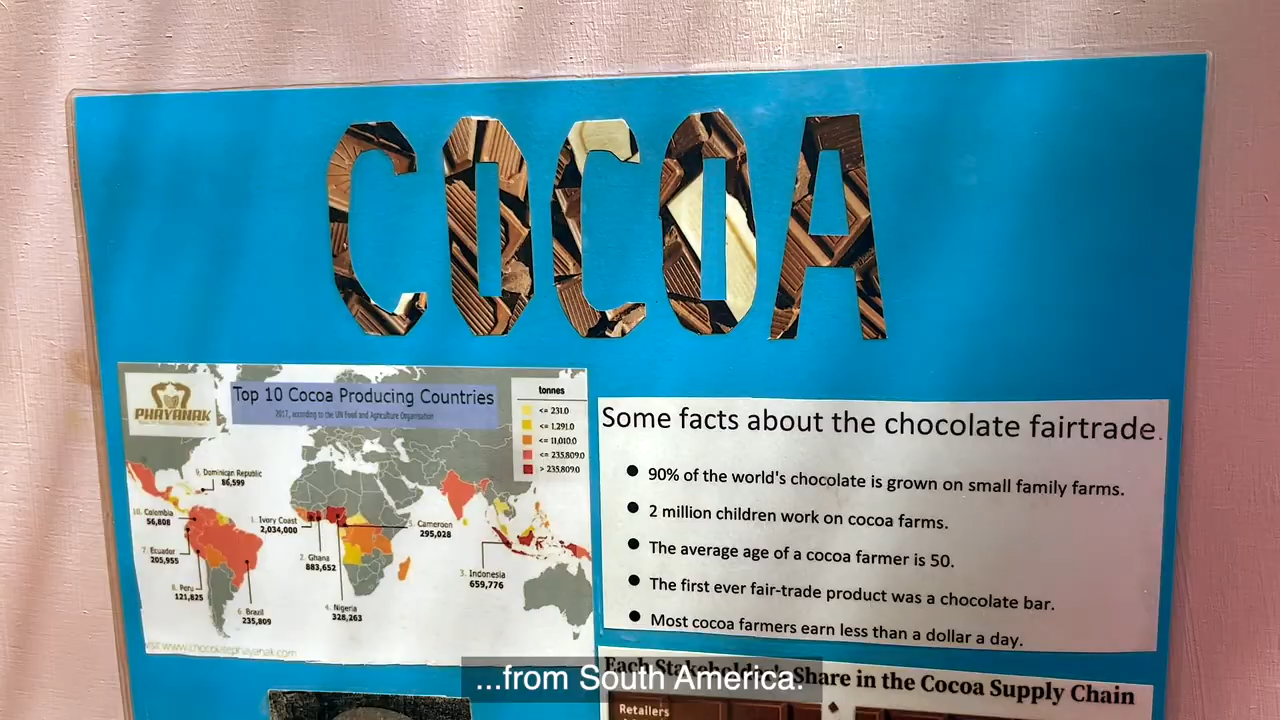 COCOA
PHAYANAK
Top 10 Cocoa Producing Countries
2017, according to the UN Food and Agriculture Organisation
tonnes
<= 231.0
<= 1,291.0
<= 11,010.0
<= 235,809.0
> 235,809.0
9. Dominican Republic
86,599
10. Colombia
56,808
1. Ivory Coast
2,034,000
5. Cameroon
295,028
7. Ecuador
205,955
2. Ghana
883,652
3. Indonesia
659,776
8. Peru
121,825
6. Brazil
235,809
4. Nigeria
328,263
visit www.chocolatephayanak.com
Some facts about the chocolate fairtrade.
90% of the world's chocolate is grown on small family farms.
2 million children work on cocoa farms.
The average age of a cocoa farmer is 50.
The first ever fair-trade product was a chocolate bar.
Most cocoa farmers earn less than a dollar a day.
Each Stakeholder's Share in the Cocoa Supply Chain
Retailers
...from South America.